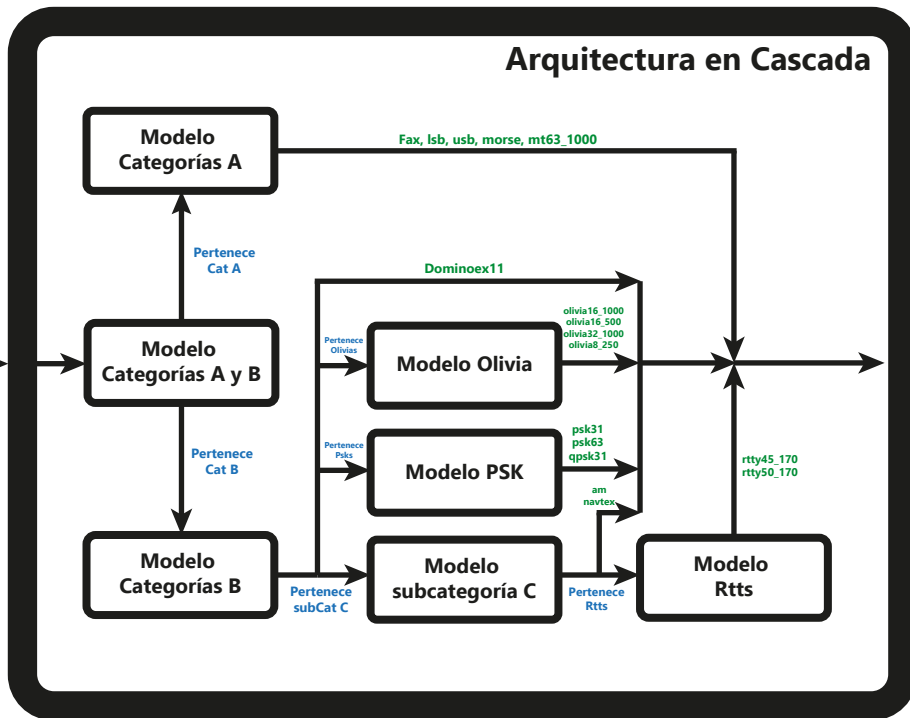 Arquitectura en Cascada
Modelo
Categorías A
Fax, lsb, usb, morse, mt63_1000
Pertenece
Cat A
Dominoex11
Modelo
Categorías A y B
Pertenece
Olivias
Modelo Olivia
olivia16_1000
olivia16_500
olivia32_1000
olivia8_250
Pertenece
Cat B
Pertenece
Psks
Modelo PSK
psk31
psk63
qpsk31
rtty45_170
rtty50_170
am
navtex
Modelo
Categorías B
Pertenece
subCat C
Modelo
subcategoría C
Pertenece
Rtts
Modelo
Rtts